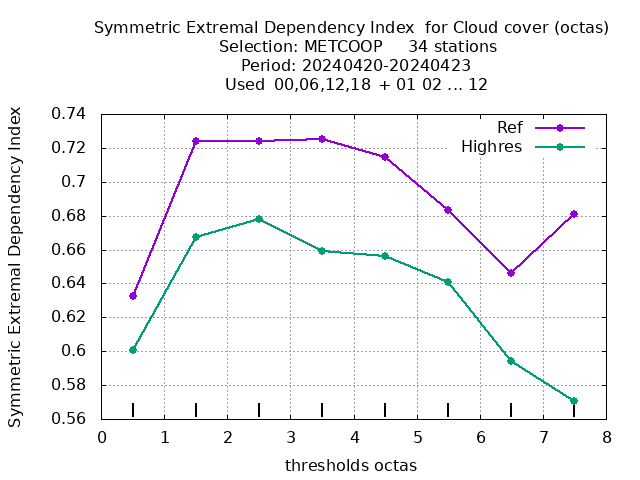 Symmetric Extremal Dependency Index  for Cloud cover (octas)
Selection: METCOOP     34 stations
Period: 20240420-20240423
Used  00,06,12,18 + 01 02 ... 12
Symmetric Extremal Dependency Index
0.74
0.72
0.7
0.68
0.66
0.64
0.62
0.6
0.58
0.56
Ref
Highres
0 1 2 3 4 5 6 7 8
thresholds octas